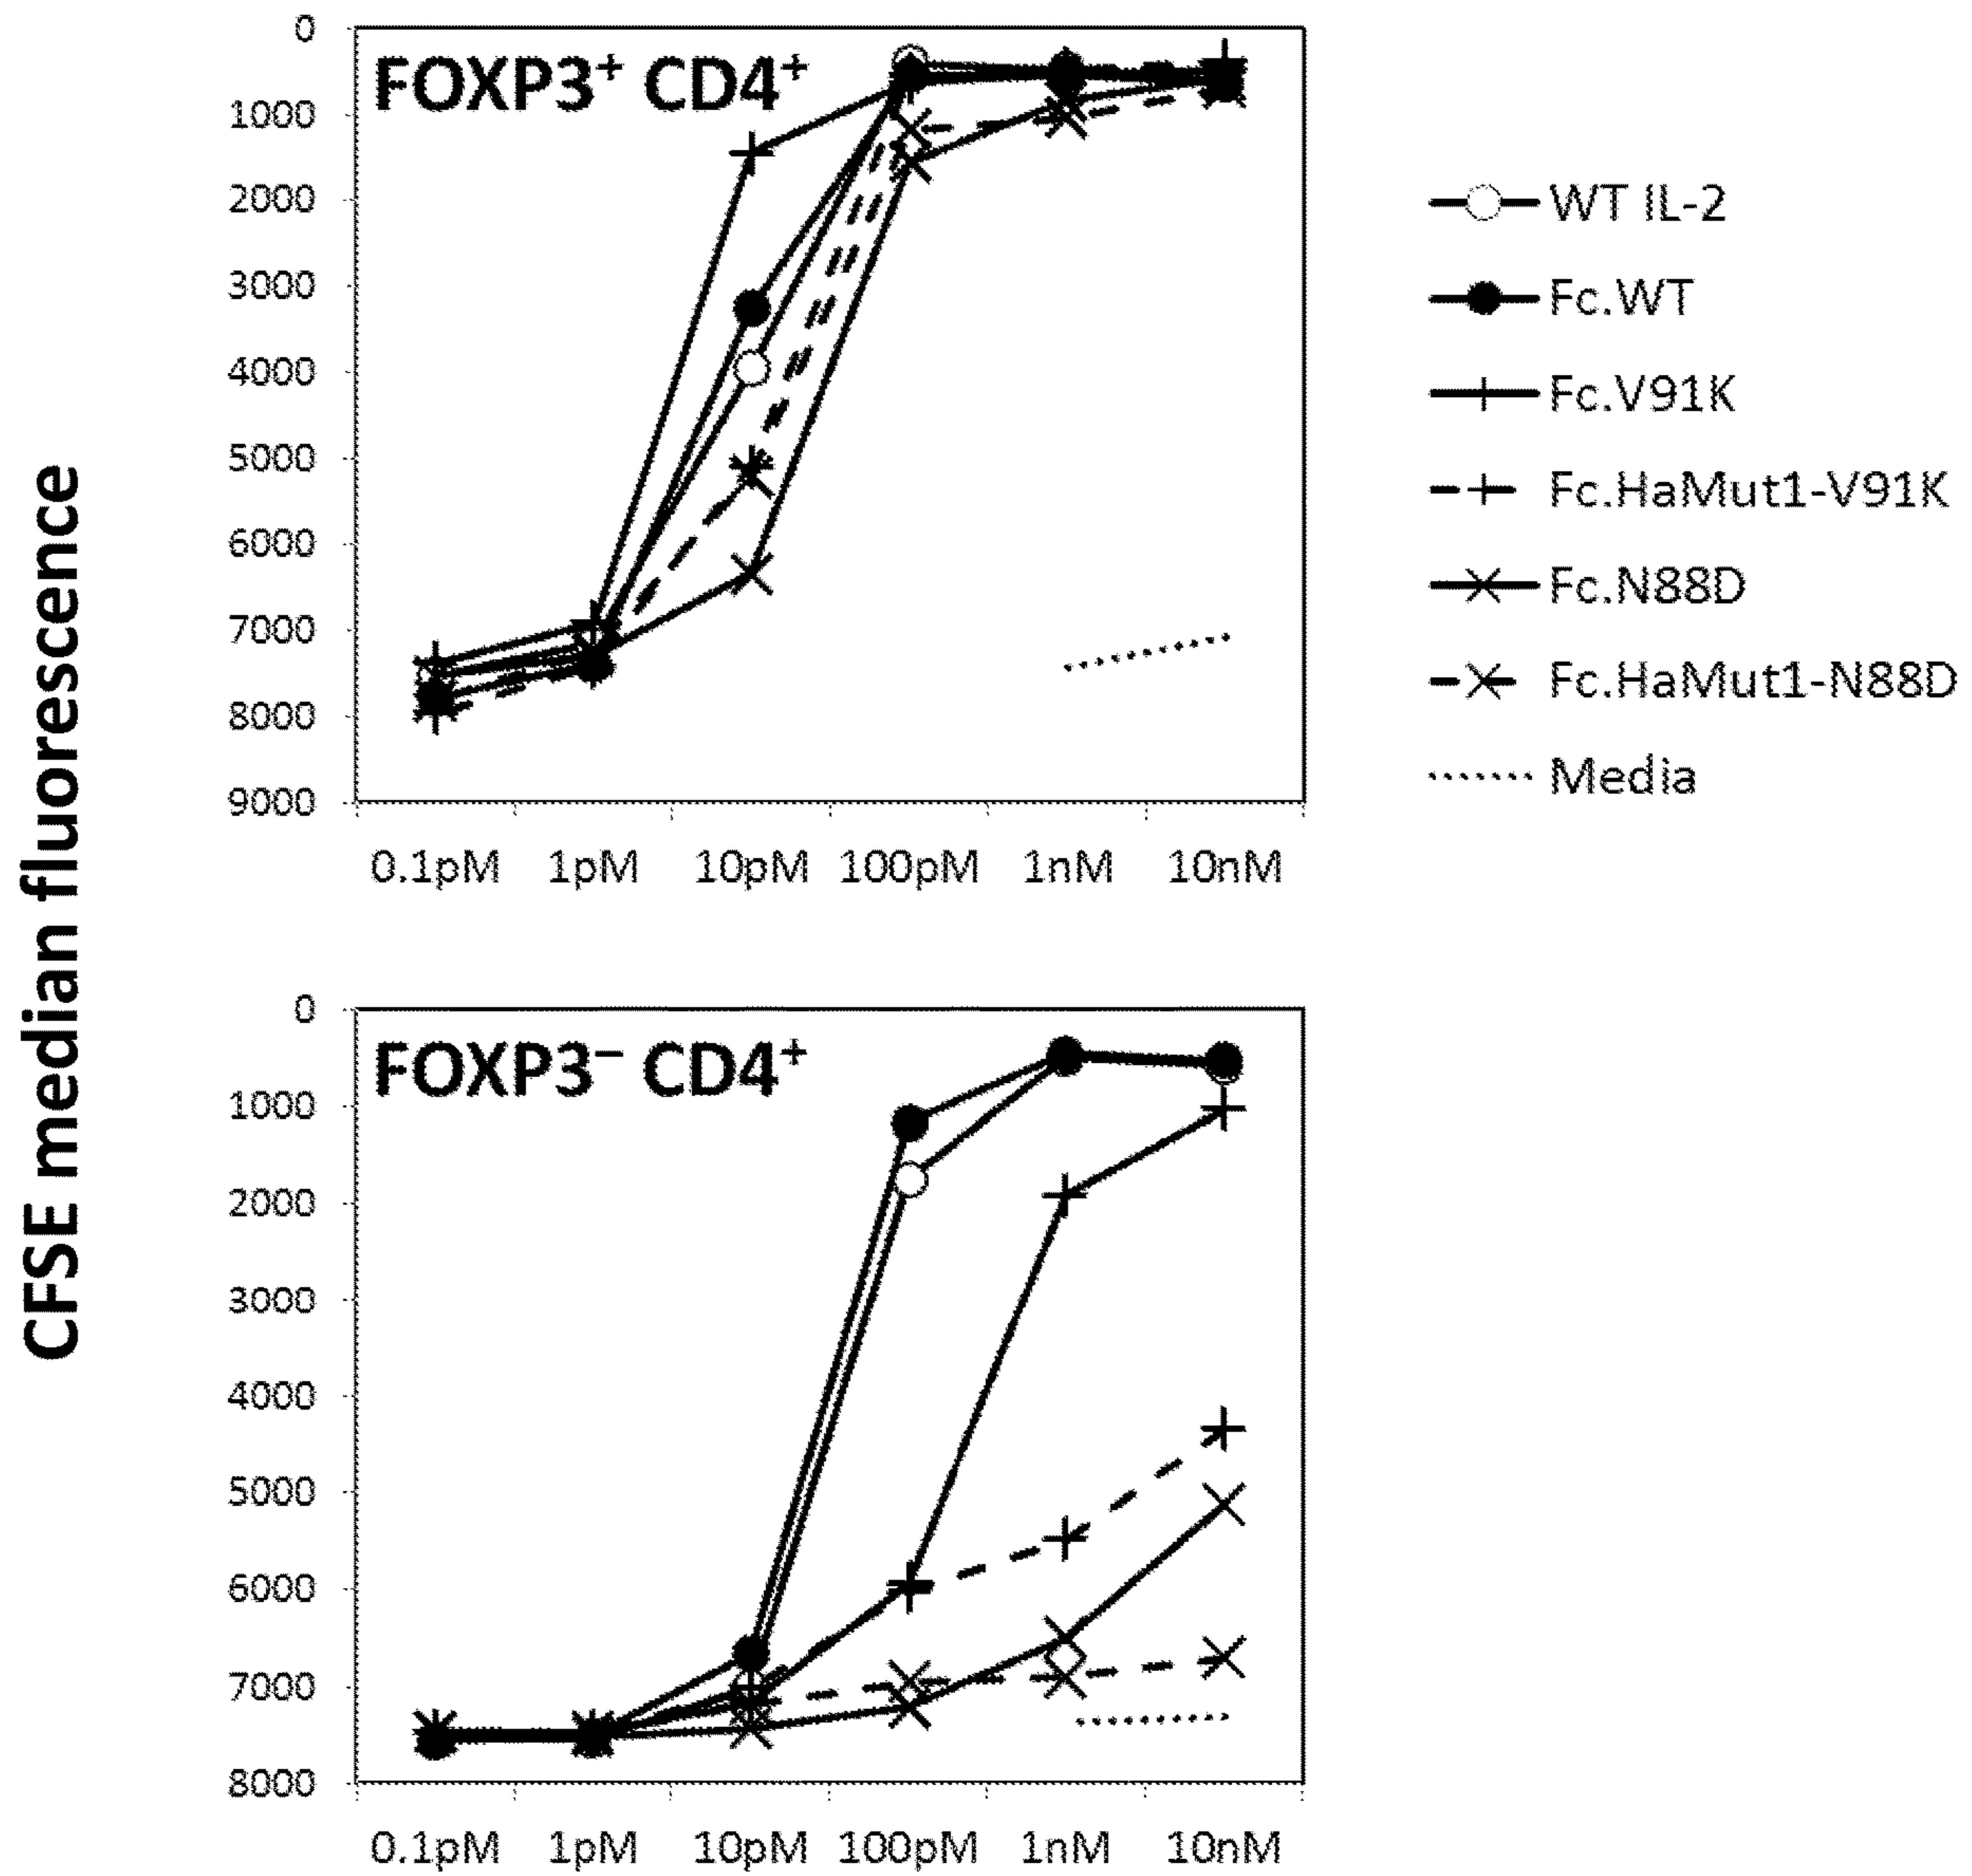 CFSE median fluorescence
FOXP3⁺ CD4⁺
0
1000
2000
3000
4000
5000
6000
7000
8000
9000
0.1pM 1pM 10pM 100pM 1nM 10nM
WT IL-2
Fc.WT
Fc.V91K
Fc.HaMut1-V91K
Fc.N88D
Fc.HaMut1-N88D
Media
FOXP3⁻ CD4⁺
0
1000
2000
3000
4000
5000
6000
7000
8000
0.1pM 1pM 10pM 100pM 1nM 10nM